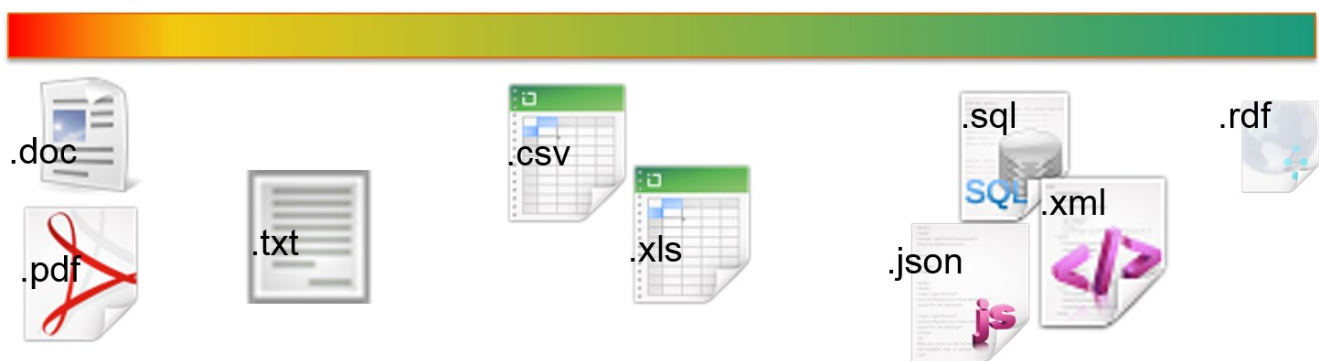 .doc
.pdf
.txt
.csv
.xls
.sql
SQL
.xml
</>
.json
js
.rdf